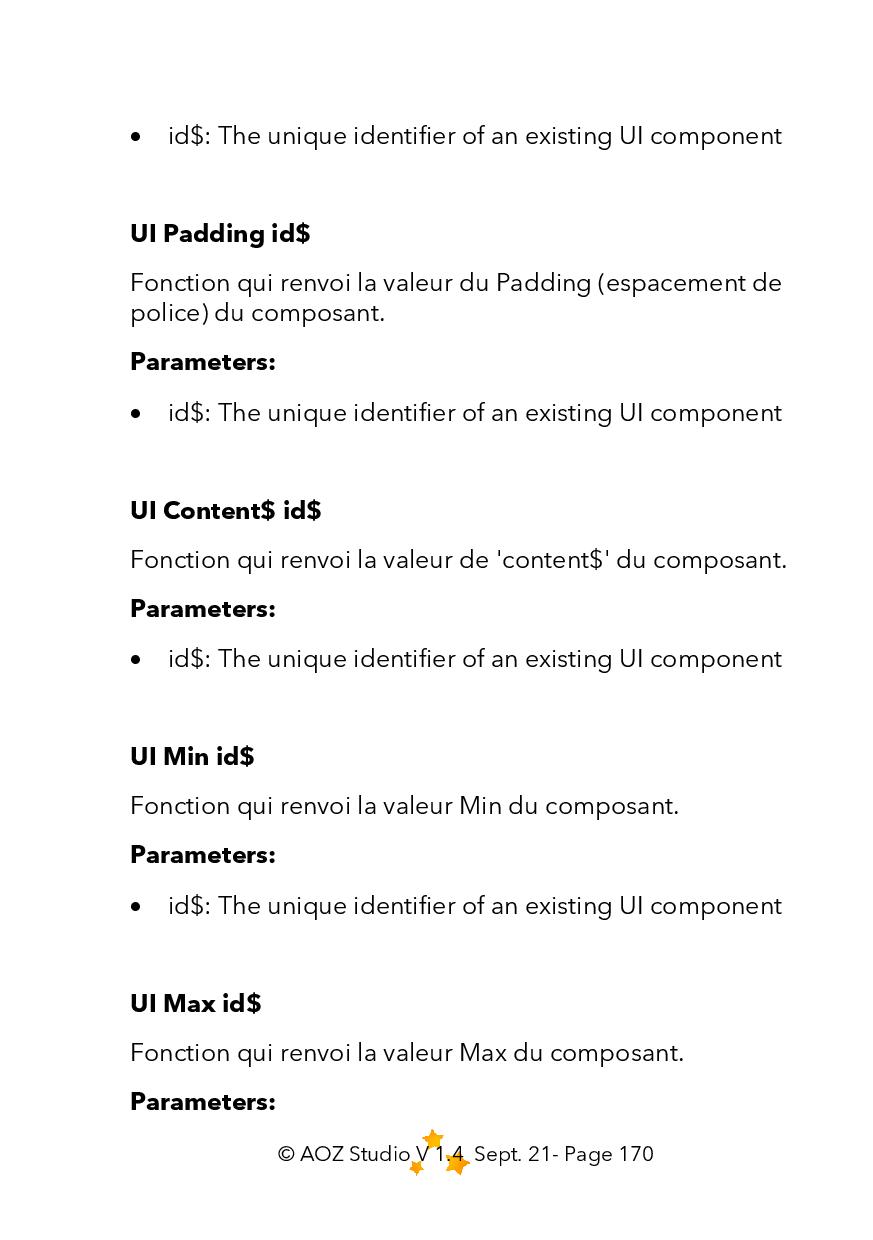 • id$: The unique identifier of an existing UI component
UI Padding id$
Fonction qui renvoi la valeur du Padding (espacement de
police) du composant.
Parameters:
• id$: The unique identifier of an existing UI component
UI Content$ id$
Fonction qui renvoi la valeur de 'content$' du composant.
Parameters:
• id$: The unique identifier of an existing UI component
UI Min id$
Fonction qui renvoi la valeur Min du composant.
Parameters:
• id$: The unique identifier of an existing UI component
UI Max id$
Fonction qui renvoi la valeur Max du composant.
Parameters:
© AOZ Studio V 1.4 Sept. 21- Page 170